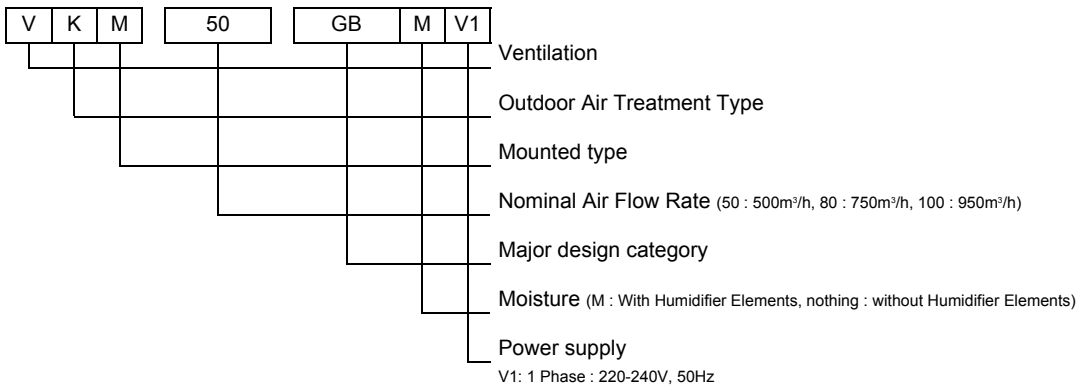 V K M 50 GB M V1
Ventilation
Outdoor Air Treatment Type
Mounted type
Nominal Air Flow Rate (50 : 500m³/h, 80 : 750m³/h, 100 : 950m³/h)
Major design category
Moisture (M : With Humidifier Elements, nothing : without Humidifier Elements)
Power supply
V1: 1 Phase : 220-240V, 50Hz